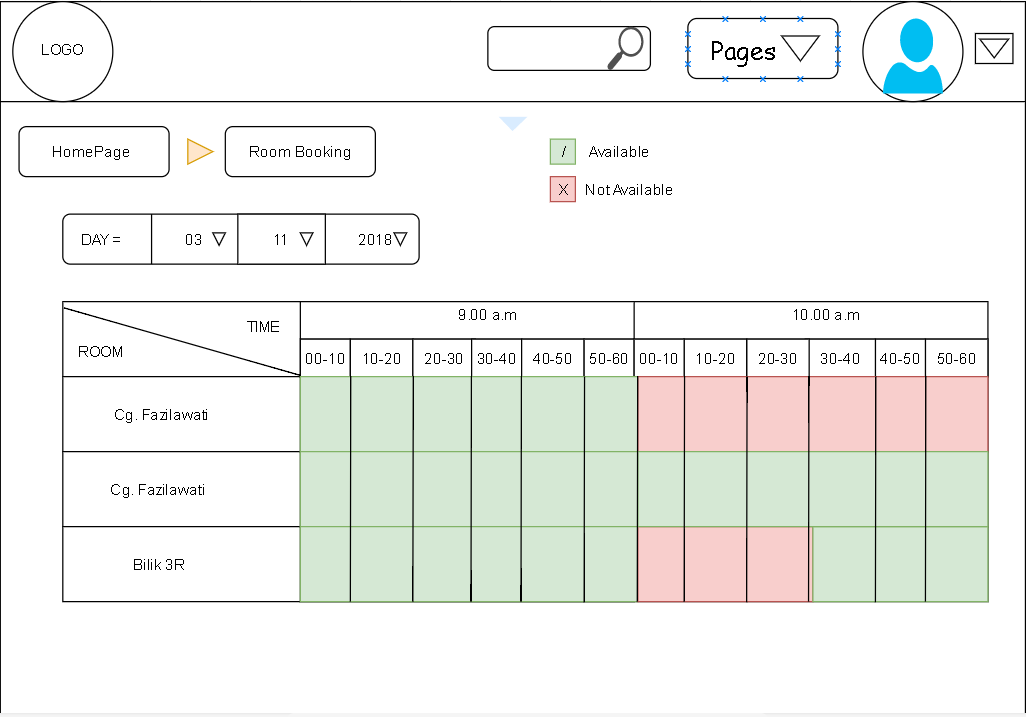 LOGO
Pages
HomePage
Room Booking
/ Available
X Not Available
DAY = 03 11 2018
TIME
ROOM
9.00 a.m 10.00 a.m
00-10 10-20 20-30 30-40 40-50 50-60 00-10 10-20 20-30 30-40 40-50 50-60
Cg. Fazilawati
Cg. Fazilawati
Bilik 3R